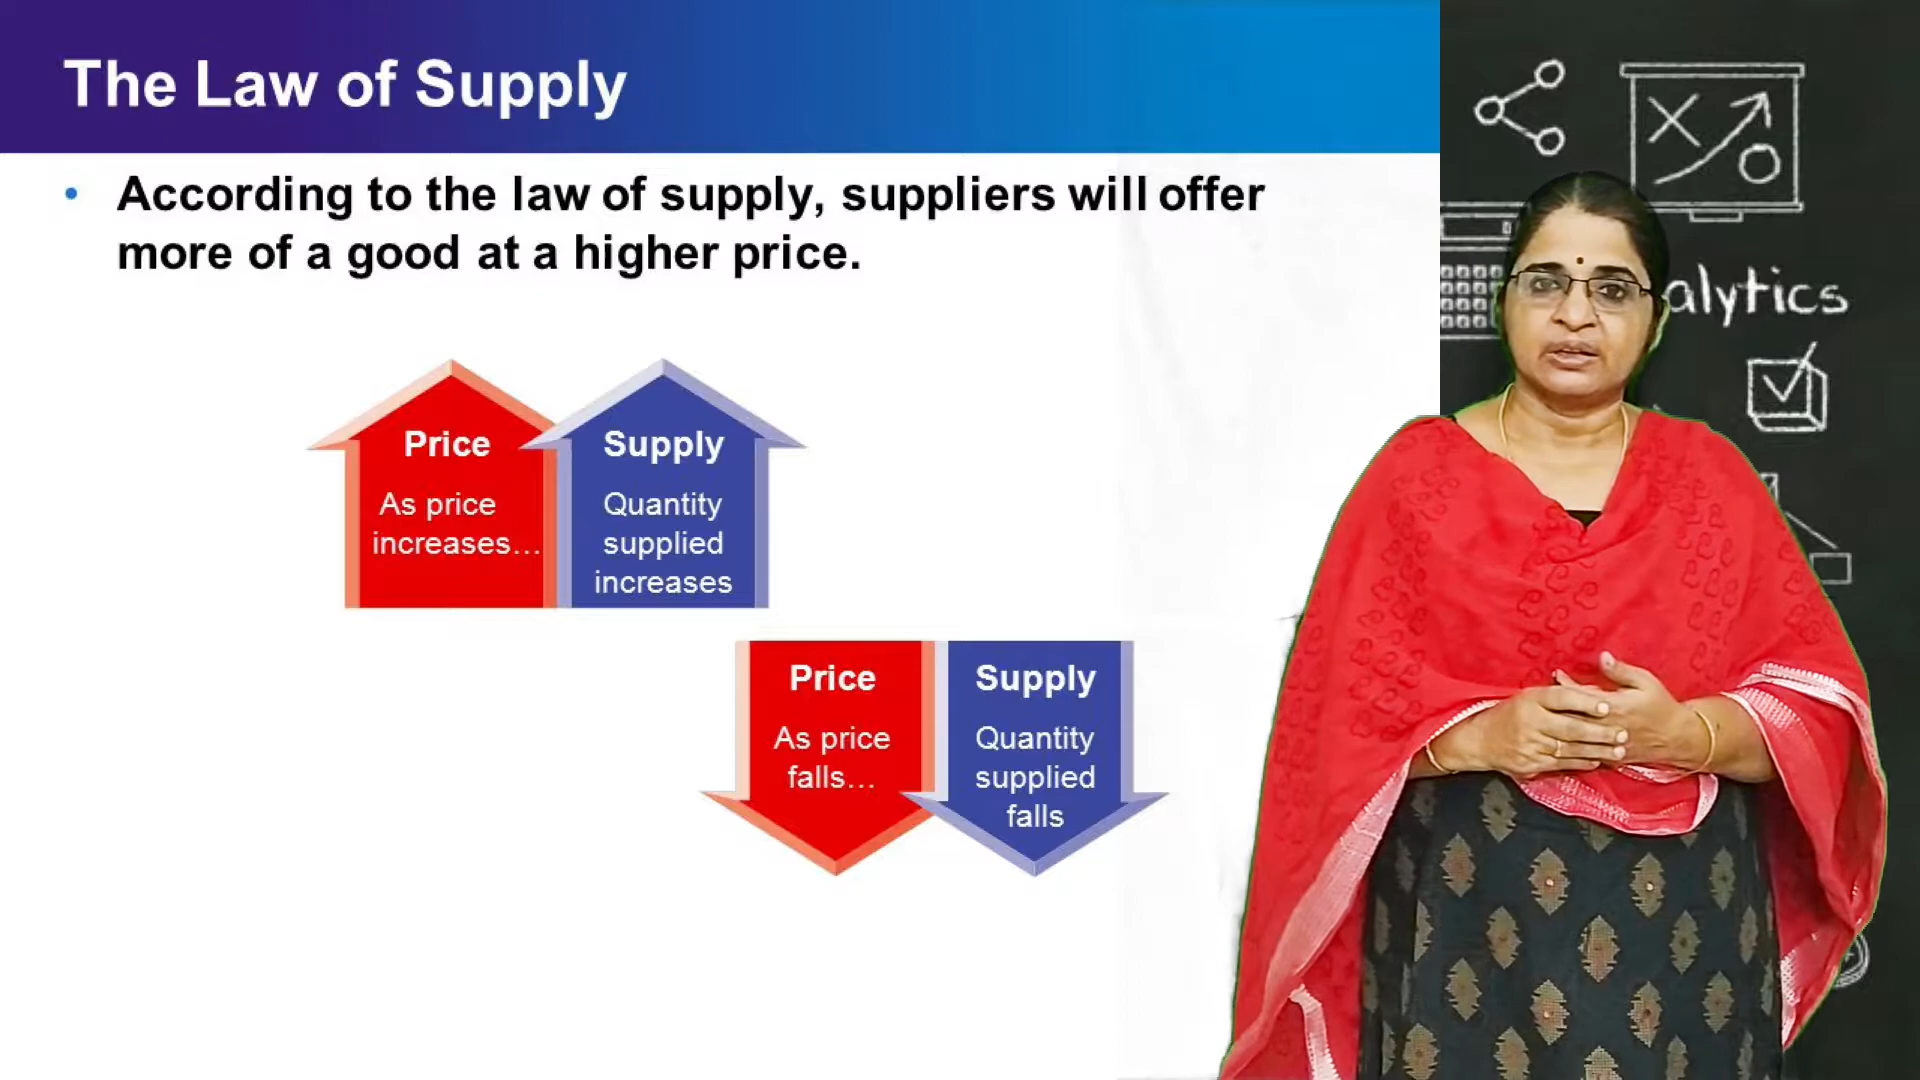 The Law of Supply
• According to the law of supply, suppliers will offer
more of a good at a higher price.
Price
As price
increases…
Supply
Quantity
supplied
increases
Price
As price
falls…
Supply
Quantity
supplied
falls
alytics